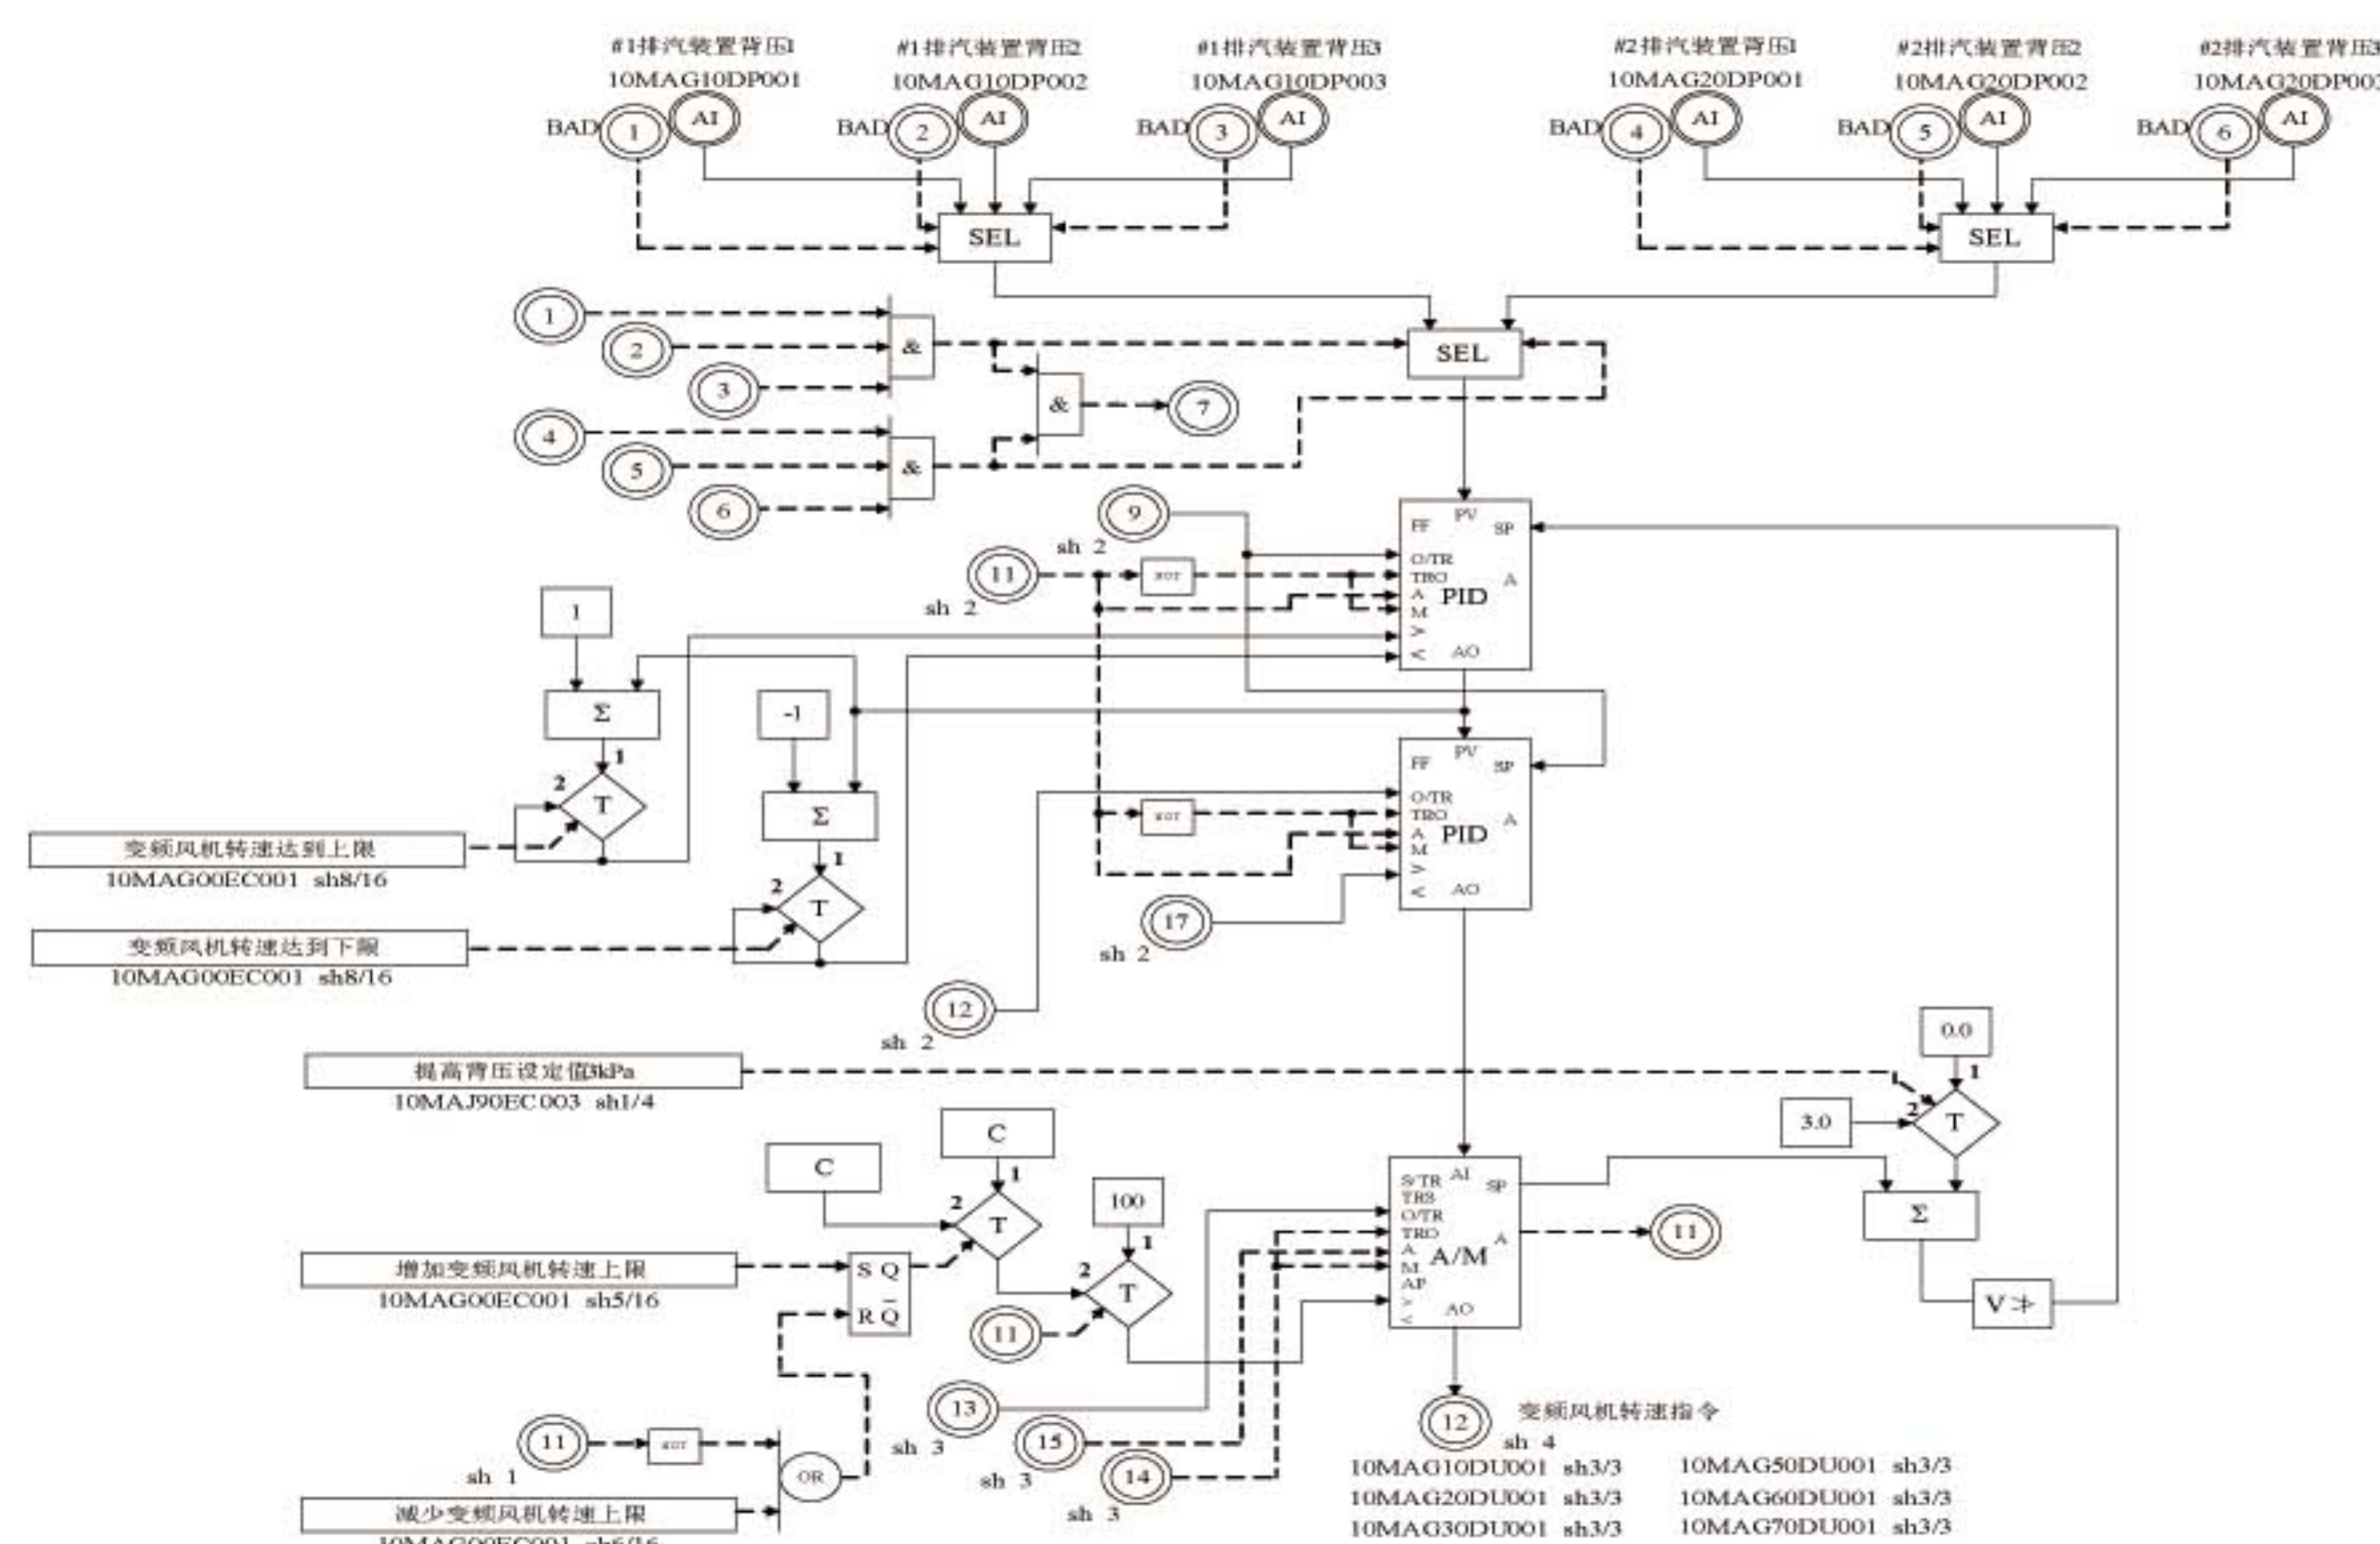 #1排汽装置背压1
#1排汽装置背压2
#1排汽装置背压3
#2排汽装置背压1
#2排汽装置背压2
#2排汽装置背压3
10MAG10DP001
10MAG10DP002
10MAG10DP003
10MAG20DP001
10MAG20DP002
10MAG20DP003
BAD 1 AI
BAD 2 AI
BAD 3 AI
BAD 4 AI
BAD 5 AI
BAD 6 AI
SEL
SEL
1
2
3
&
SEL
&
7
4
5
6
&
9
sh 2
11
sh 2
NOT
FF PV SP
O/TR
TRO A
A PID
M
>
< AO
1
Σ
1
2
T
-1
Σ
1
2
T
变频风机转速达到上限
10MAG00EC001 sh8/16
变频风机转速达到下限
10MAG00EC001 sh8/16
NOT
FF PV SP
O/TR
TRO A
A PID
M
>
< AO
17
sh 2
12
sh 2
提高背压设定值3kPa
10MAJ90EC003 sh1/4
0.0
1
2
3.0
T
Σ
V≯
C
C
1
2
T
100
1
2
T
增加变频风机转速上限
10MAG00EC001 sh5/16
S Q
R Q̅
11
S/TR AI SP
TRS
O/TR
TRO A
A A/M
M
AP
>
< AO
11
13
sh 3
15
sh 3
14
sh 3
11
sh 1
NOT
OR
减少变频风机转速上限
10MAG00EC001 sh6/16
12
变频风机转速指令
sh 4
10MAG10DU001 sh3/3
10MAG50DU001 sh3/3
10MAG20DU001 sh3/3
10MAG60DU001 sh3/3
10MAG30DU001 sh3/3
10MAG70DU001 sh3/3